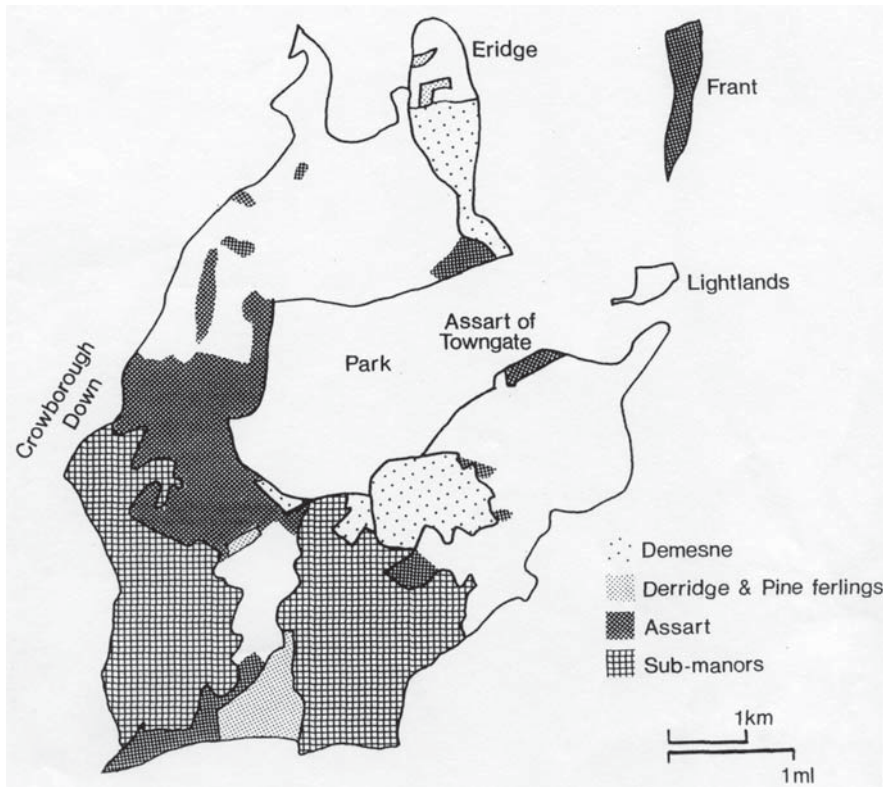 Eridge
Frant
Lightlands
Assart of
Towngate
Park
Crowborough
Down
Demesne
Derridge & Pine ferlings
Assart
Sub-manors
1km
1ml